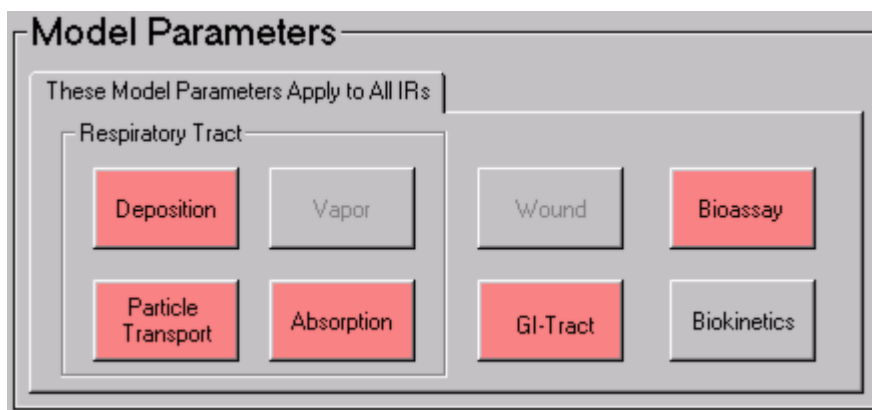 Model Parameters
These Model Parameters Apply to All IRs
Respiratory Tract
Deposition
Vapor
Wound
Bioassay
Particle
Transport
Absorption
GI-Tract
Biokinetics